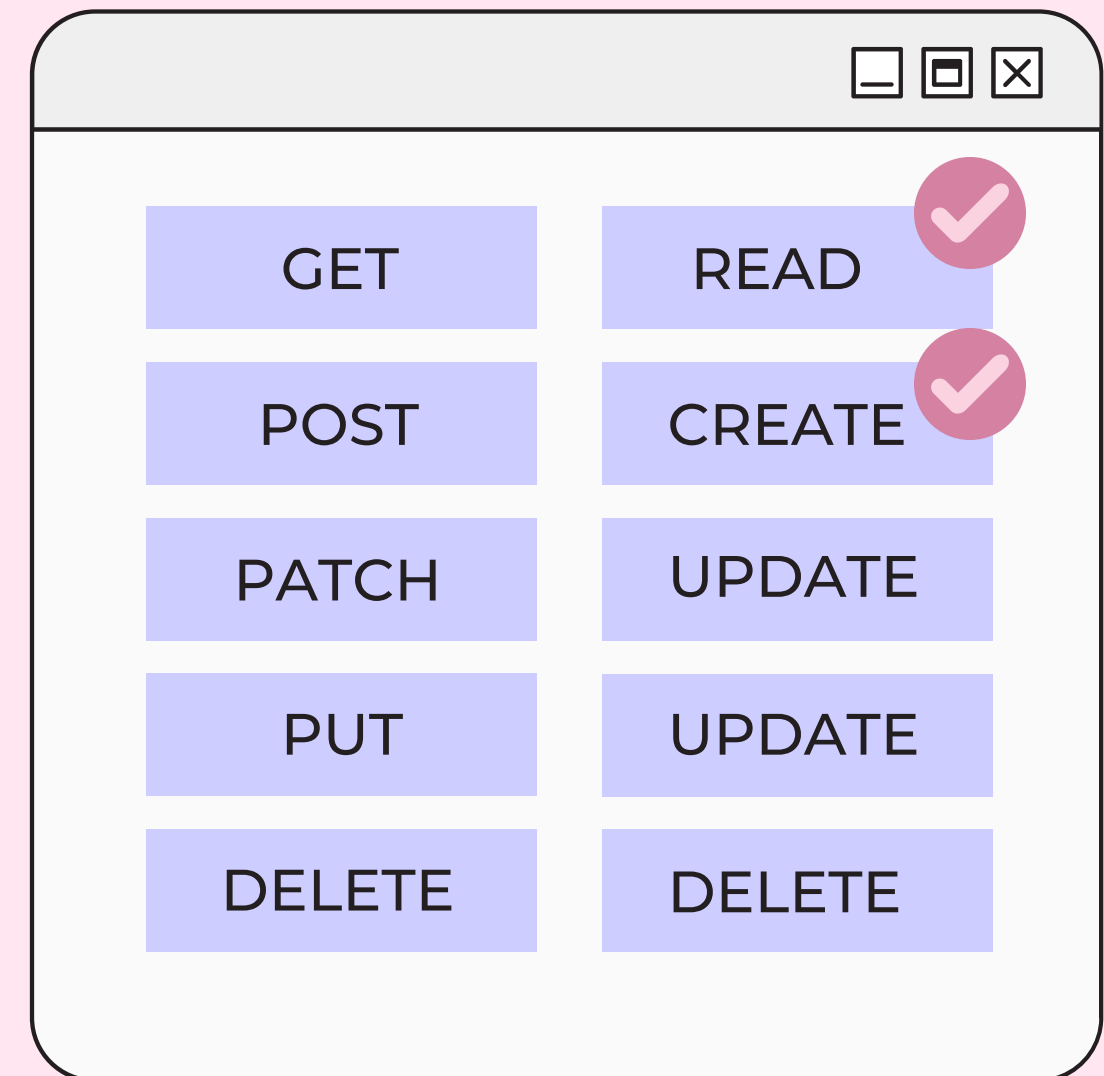 GET READ
POST CREATE
PATCH UPDATE
PUT UPDATE
DELETE DELETE